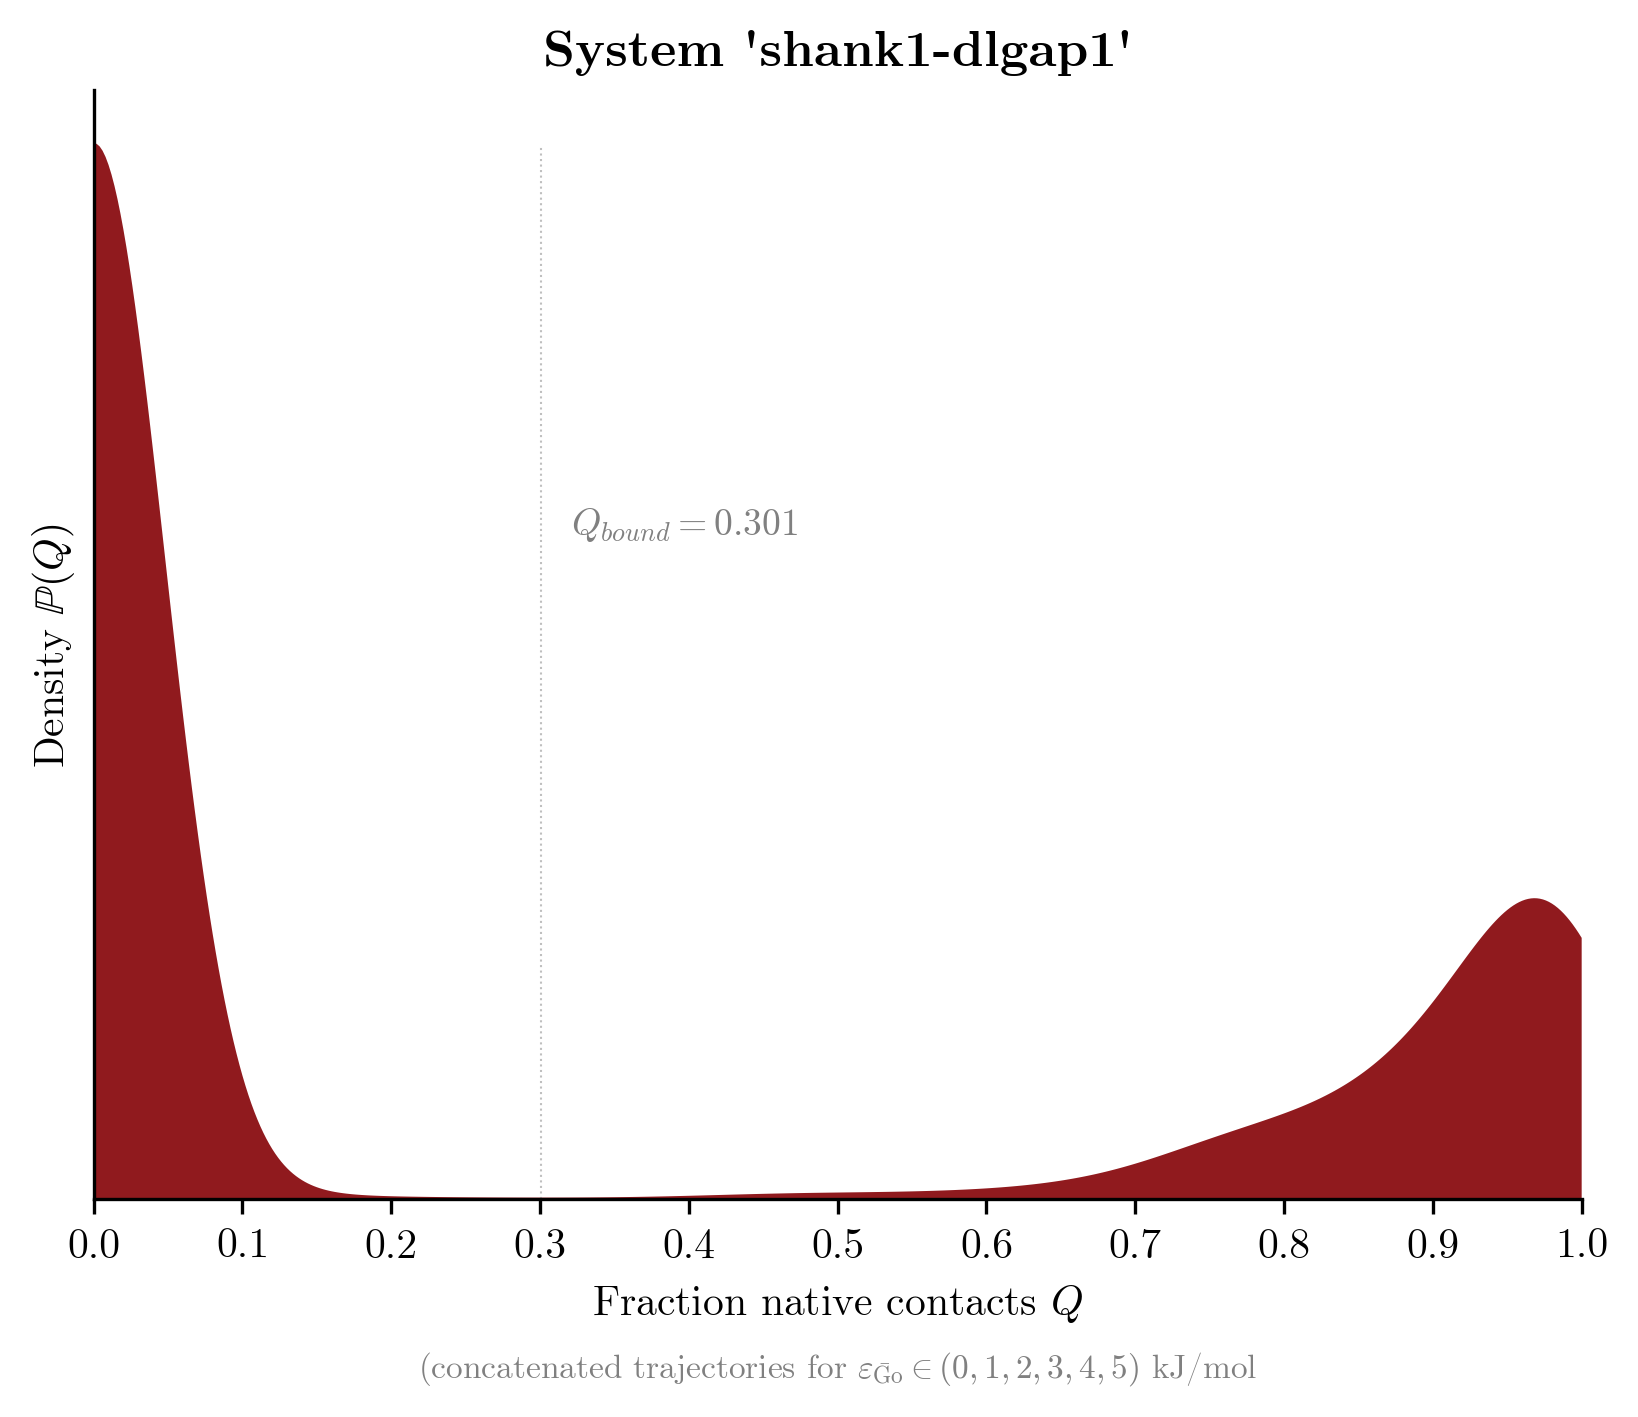 System 'shank1-dlgap1'
Density ℙ(Q)
Q_bound = 0.301
0.0 0.1 0.2 0.3 0.4 0.5 0.6 0.7 0.8 0.9 1.0
Fraction native contacts Q
(concatenated trajectories for ε_Ḡo ∈ (0, 1, 2, 3, 4, 5) kJ/mol